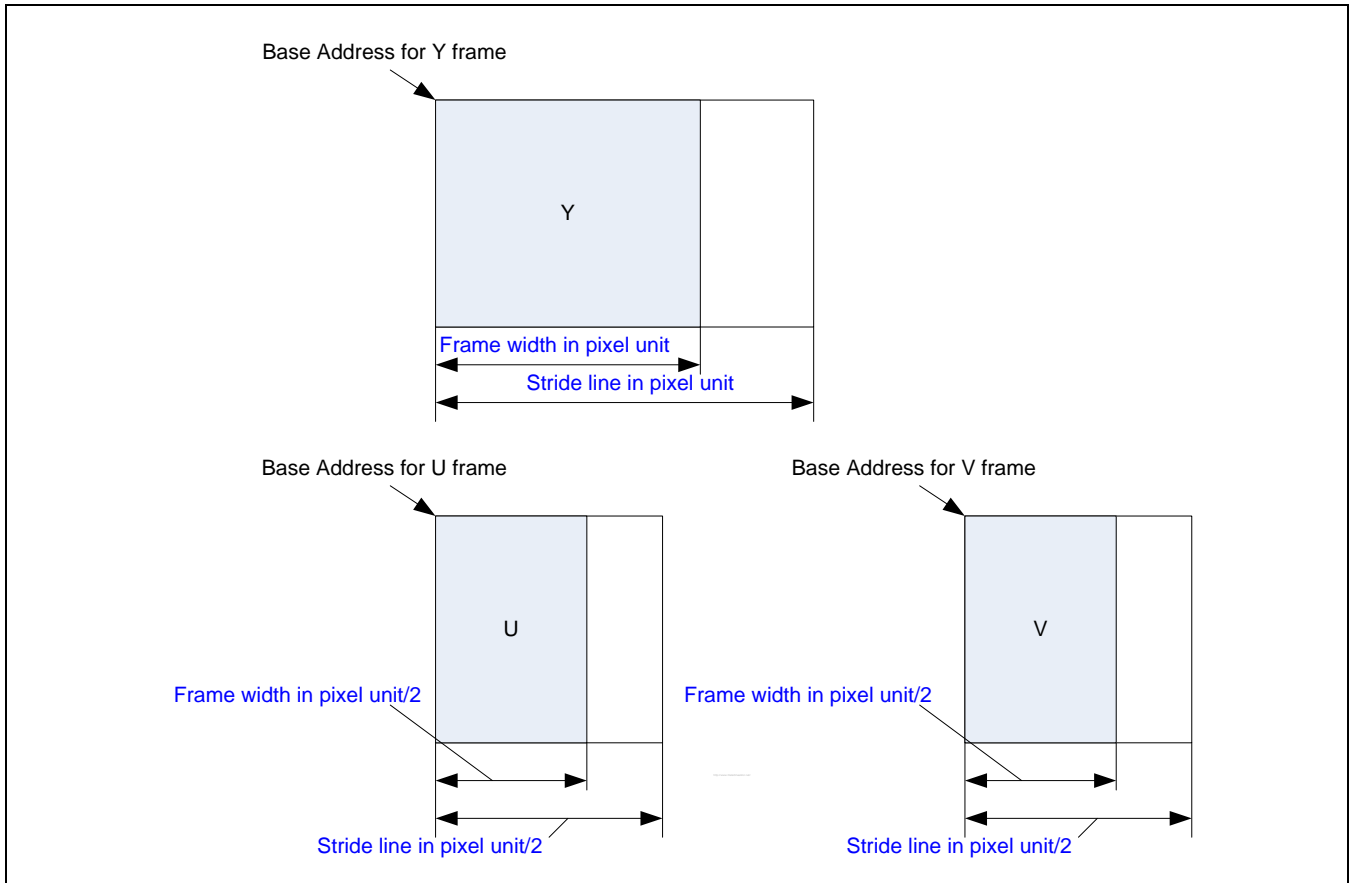 Base Address for Y frame
Y
Frame width in pixel unit
Stride line in pixel unit
Base Address for U frame
Base Address for V frame
U
V
Frame width in pixel unit/2
Frame width in pixel unit/2
Stride line in pixel unit/2
Stride line in pixel unit/2